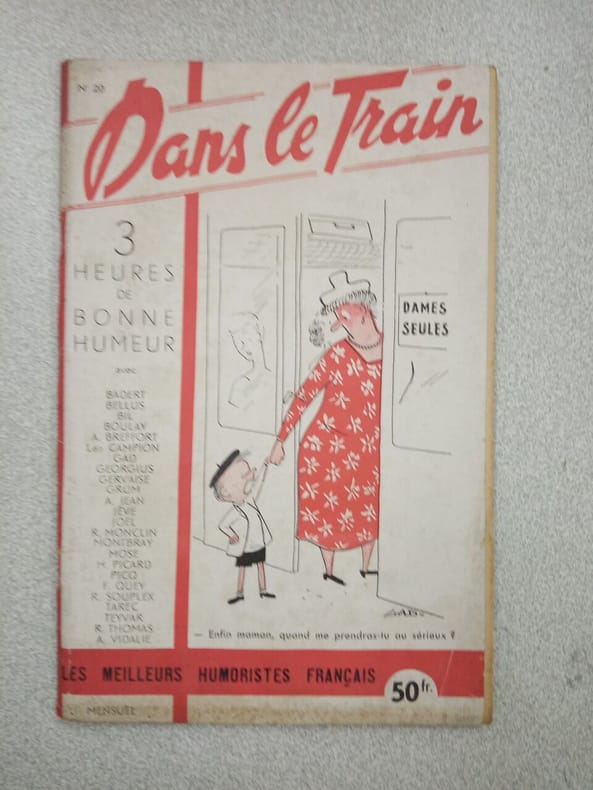 N° 20
Dans le Train
3
HEURES
DE
BONNE
HUMEUR
avec
BADERT
BELLUS
BIL
BOULAY
A. BREFFORT
Léo CAMPION
GAD
GEORGIUS
GERVAISE
GRUM
A. JEAN
JÈVE
JOEL
R. MONCLIN
MONTBRAY
MOSE
H. PICARD
PICQ
F. QUEY
R. SOUPLEX
TAREC
TEYVAR
R. THOMAS
A. VIDALIE
DAMES
SEULES
— Enfin maman, quand me prendras-tu au sérieux ?
LES MEILLEURS HUMORISTES FRANÇAIS
50 fr.
MENSUEL